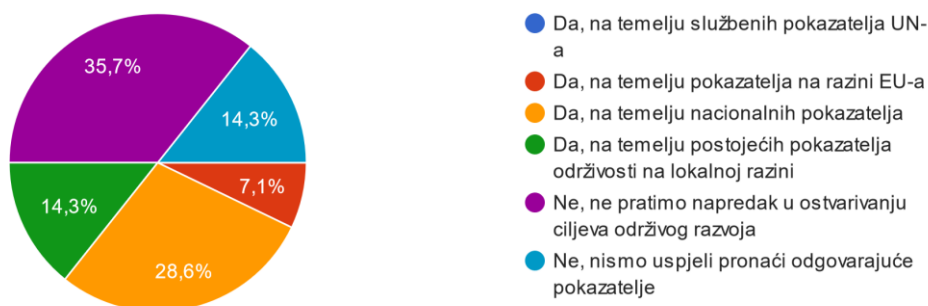 35,7%
14,3%
7,1%
14,3%
28,6%
Da, na temelju službenih pokazatelja UN-
a
Da, na temelju pokazatelja na razini EU-a
Da, na temelju nacionalnih pokazatelja
Da, na temelju postojećih pokazatelja
održivosti na lokalnoj razini
Ne, ne pratimo napredak u ostvarivanju
ciljeva održivog razvoja
Ne, nismo uspjeli pronaći odgovarajuće
pokazatelje